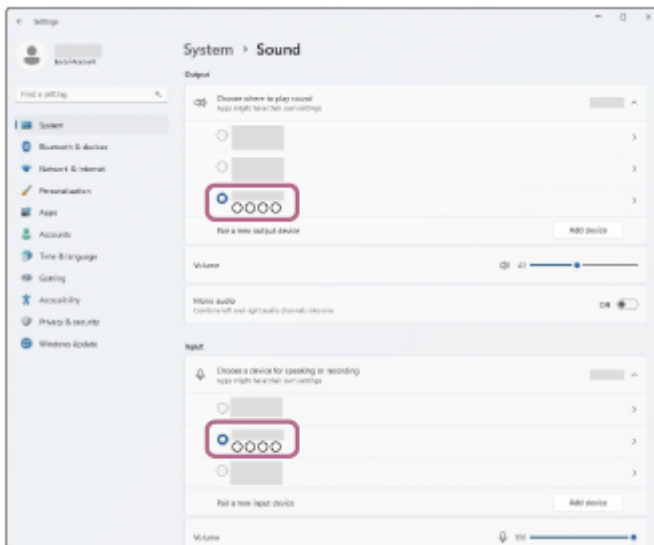 Settings
Local Account
Find a setting
System
Bluetooth & devices
Network & internet
Personalization
Apps
Accounts
Time & language
Gaming
Accessibility
Privacy & security
Windows Update
System > Sound
Output
Choose where to play sound
Apps might have their own settings
○○○○
Pair a new output device
Add device
Volume
Mono audio
Combine left and right audio channels into one
Off
Input
Choose a device for speaking or recording
Apps might have their own settings
○○○○
Pair a new input device
Add device
Volume
100